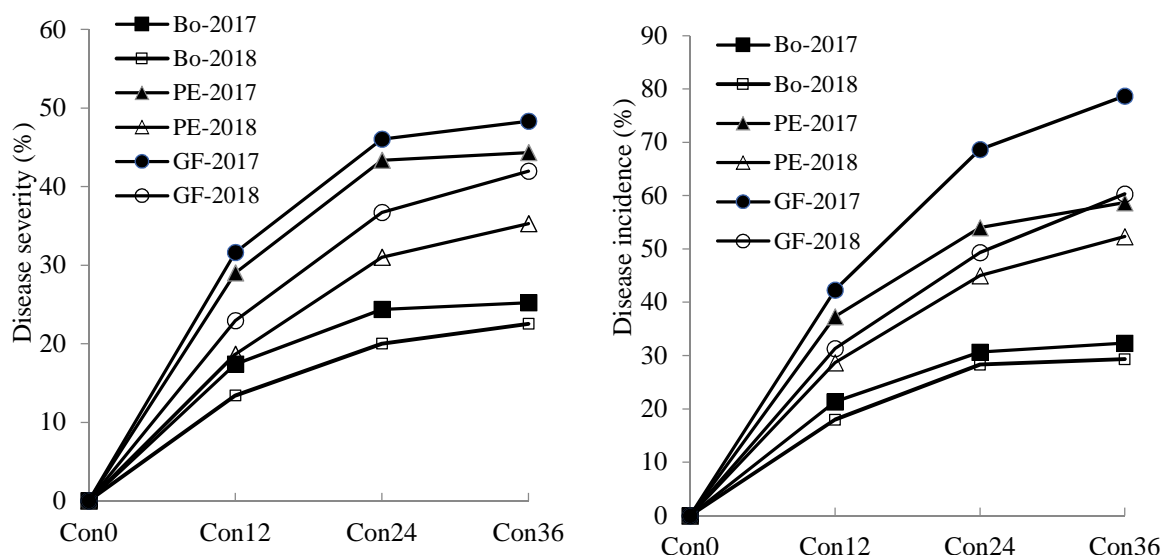 Disease severity (%)
60
50
40
30
20
10
0
Bo-2017
Bo-2018
PE-2017
PE-2018
GF-2017
GF-2018
Con0 Con12 Con24 Con36
Disease incidence (%)
90
80
70
60
50
40
30
20
10
0
Bo-2017
Bo-2018
PE-2017
PE-2018
GF-2017
GF-2018
Con0 Con12 Con24 Con36